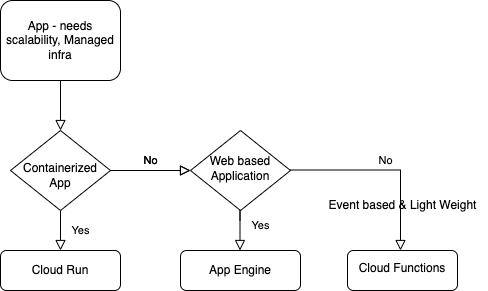 App - needs
scalability, Managed
infra
Containerized
App
No
Web based
Application
No
Event based & Light Weight
Yes
Yes
Cloud Run
App Engine
Cloud Functions